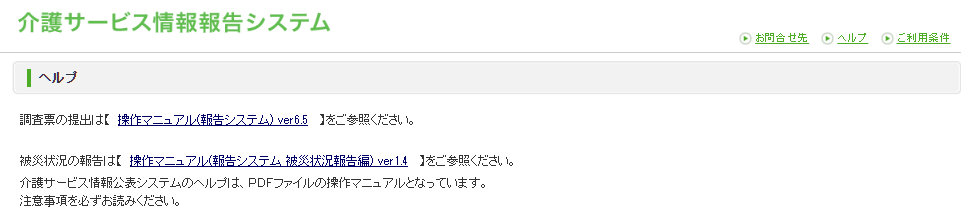 介護サービス情報報告システム
お問合せ先 ヘルプ ご利用条件
ヘルプ
調査票の提出は【 操作マニュアル(報告システム) ver6.5 】をご参照ください。
被災状況の報告は【 操作マニュアル(報告システム 被災状況報告編) ver1.4 】をご参照ください。
介護サービス情報公表システムのヘルプは、PDFファイルの操作マニュアルとなっています。
注意事項を必ずお読みください。